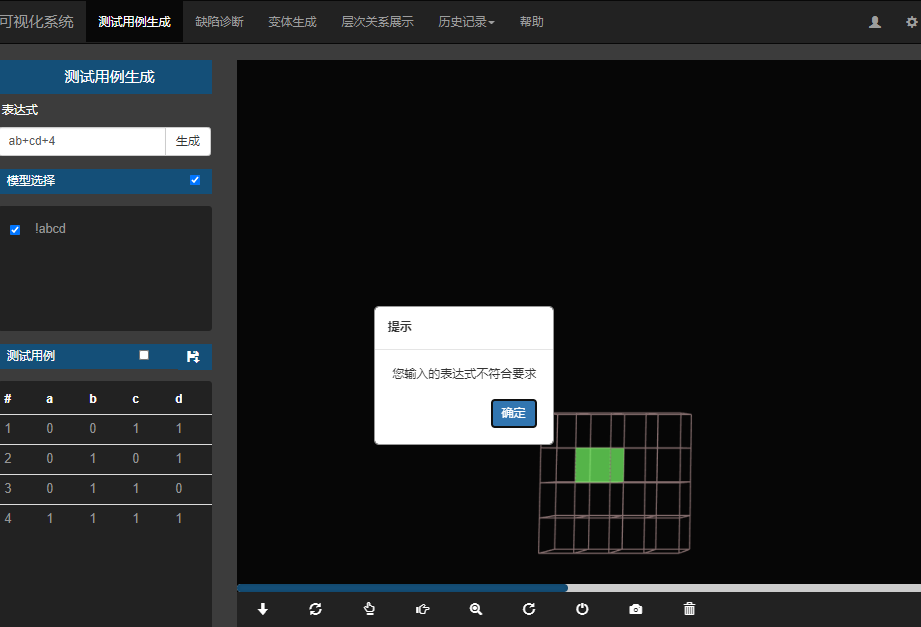 可视化系统 测试用例生成 缺陷诊断 变体生成 层次关系展示 历史记录 帮助
测试用例生成
表达式
ab+cd+4 生成
模型选择
!abcd
提示
您输入的表达式不符合要求
确定
测试用例
# a b c d
1 0 0 1 1
2 0 1 0 1
3 0 1 1 0
4 1 1 1 1